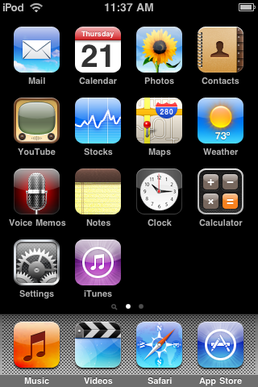 iPod 11:37 AM
Thursday
21
280
73°
Mail Calendar Photos Contacts
YouTube Stocks Maps Weather
Voice Memos Notes Clock Calculator
Settings iTunes
Music Videos Safari App Store